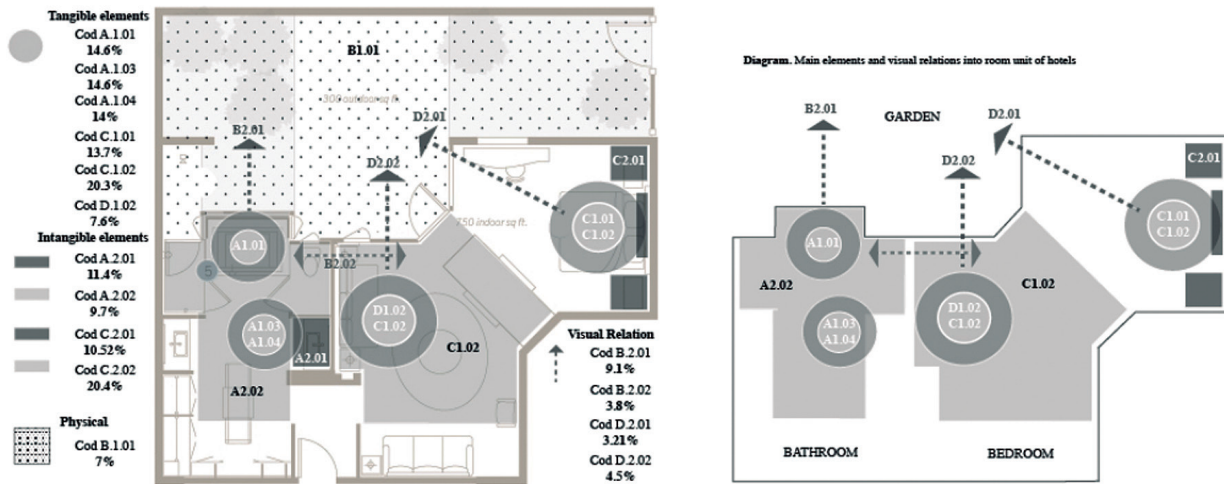 Tangible elements
Cod A.1.01
14.6%
Cod A.1.03
14.6%
Cod A.1.04
14%
Cod C.1.01
13.7%
Cod C.1.02
20.3%
Cod D.1.02
7.6%
Intangible elements
Cod A.2.01
11.4%
Cod A.2.02
9.7%
Cod C.2.01
10.52%
Cod C.2.02
20.4%
Physical
Cod B.1.01
7%
B1.01
300 outdoor sq ft.
B2.01
D2.01
D2.02
C2.01
750 indoor sq ft.
C1.01
C1.02
A1.01
B2.02
5
D1.02
C1.02
A1.03
A1.04
A2.01
C1.02
A2.02
Visual Relation
Cod B.2.01
9.1%
Cod B.2.02
3.8%
Cod D.2.01
3.21%
Cod D.2.02
4.5%
Diagram. Main elements and visual relations into room unit of hotels
B2.01
GARDEN
D2.01
D2.02
C2.01
C1.01
C1.02
A1.01
A2.02
C1.02
D1.02
C1.02
A1.03
A1.04
BATHROOM
BEDROOM